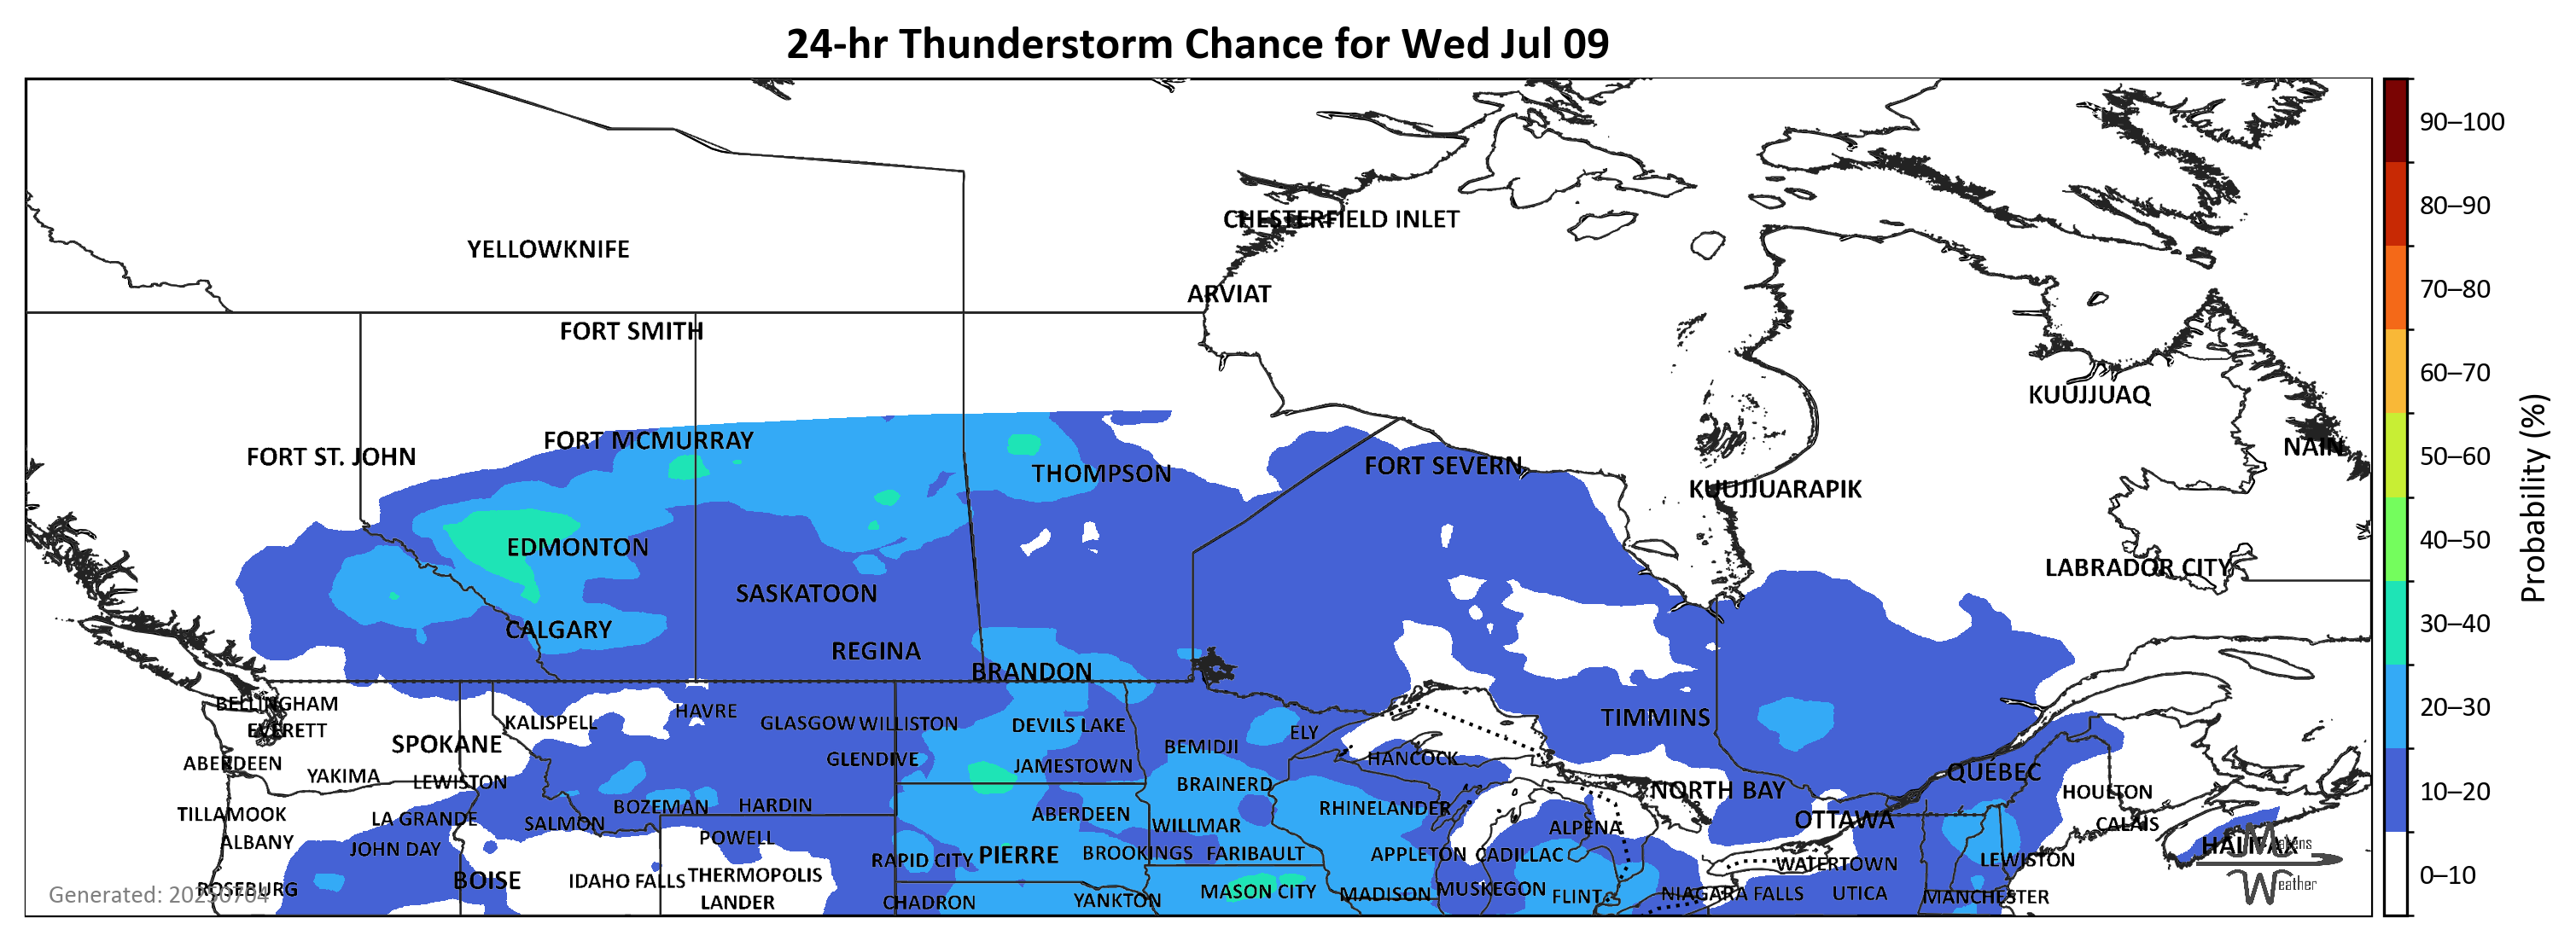 24-hr Thunderstorm Chance for Wed Jul 09
90–100
80–90
CHESTERFIELD INLET
YELLOWKNIFE
70–80
ARVIAT
FORT SMITH
60–70
KUUJJUAQ
50–60
FORT MCMURRAY
NAIN
FORT ST. JOHN
FORT SEVERN
THOMPSON
KUUJJUARAPIK
Probability (%)
40–50
EDMONTON
LABRADOR CITY
SASKATOON
30–40
CALGARY
REGINA
BRANDON
BELLINGHAM
20–30
HAVRE
TIMMINS
KALISPELL
GLASGOW
WILLISTON
DEVILS LAKE
EVERETT
ELY
SPOKANE
BEMIDJI
HANCOCK
GLENDIVE
ABERDEEN
JAMESTOWN
QUÉBEC
YAKIMA
LEWISTON
BRAINERD
NORTH BAY
HOULTON
10–20
BOZEMAN
HARDIN
RHINELANDER
TILLAMOOK
ABERDEEN
LA GRANDE
OTTAWA
SALMON
WILLMAR
CALAIS
ALPENA
POWELL
ALBANY
HALIFAX
Makens
JOHN DAY
BROOKINGS
FARIBAULT
PIERRE
APPLETON
CADILLAC
RAPID CITY
LEWISTON
WATERTOWN
THERMOPOLIS
0–10
BOISE
IDAHO FALLS
Weather
ROSEBURG
MUSKEGON
MASON CITY
Generated: 20250704
MADISON
NIAGARA FALLS
UTICA
FLINT
MANCHESTER
YANKTON
LANDER
CHADRON